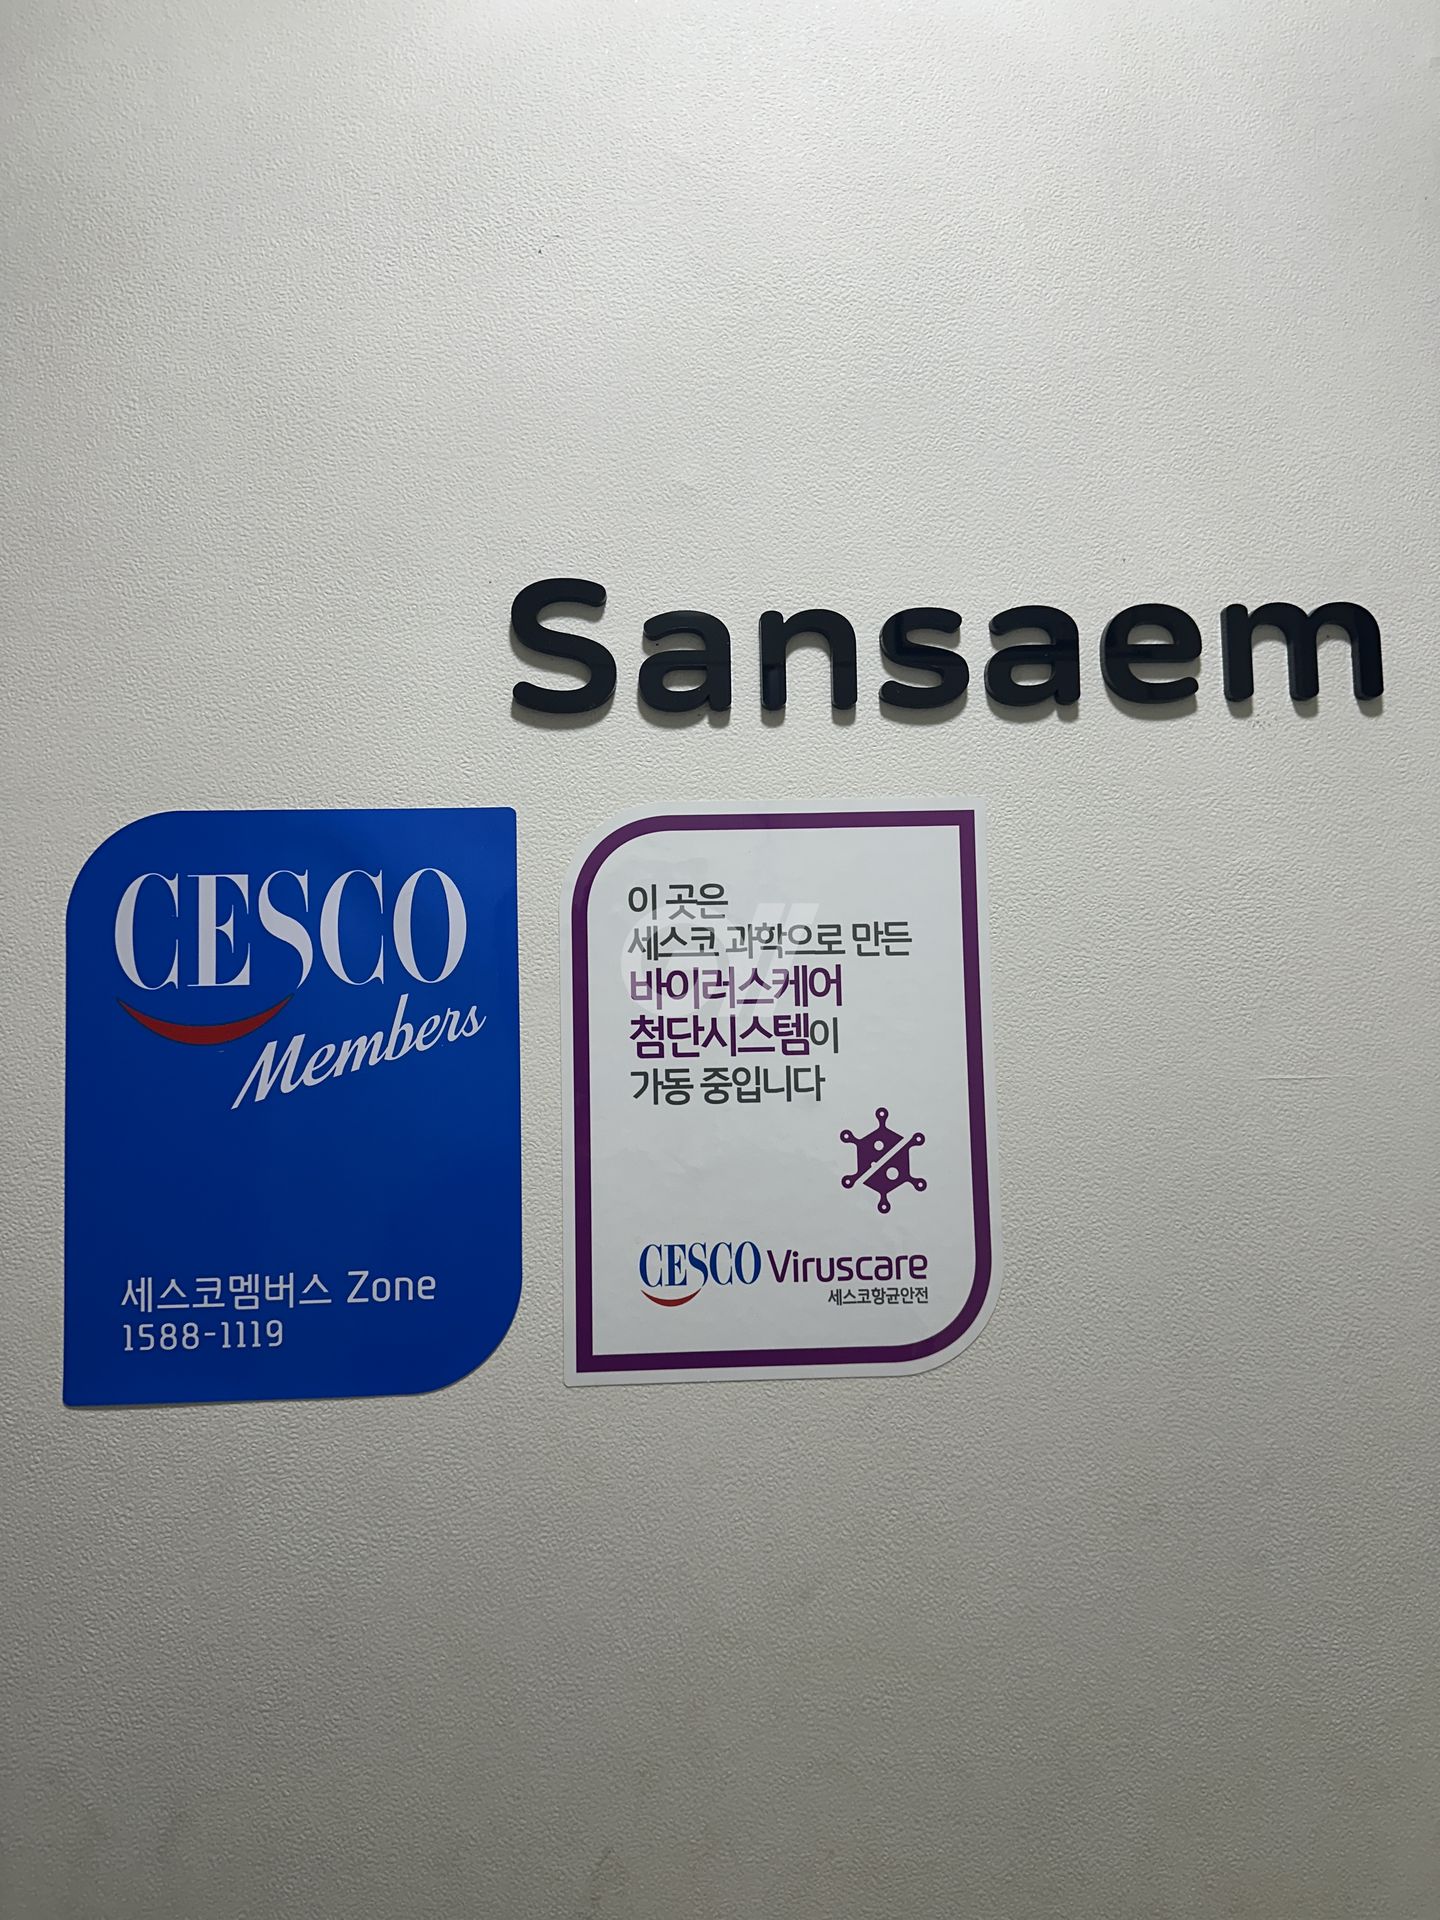 Sansaem
CESCO
Members
세스코멤버스 Zone
1588-1119
이 곳은
세스코 과학으로 만든
바이러스케어
첨단시스템이
가동 중입니다
CESCO Viruscare
세스코항균안전